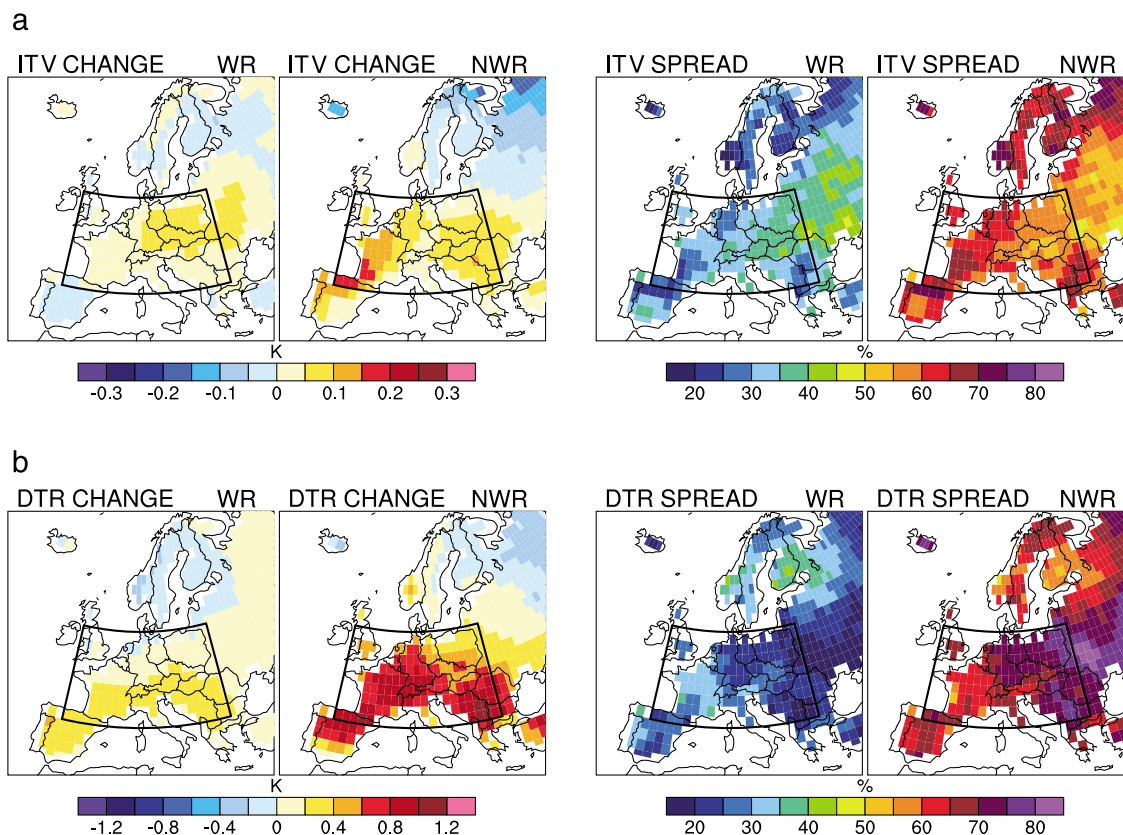 a
ITV CHANGE WR ITV CHANGE NWR ITV SPREAD WR ITV SPREAD NWR
K %
-0.3 -0.2 -0.1 0 0.1 0.2 0.3 20 30 40 50 60 70 80
b
DTR CHANGE WR DTR CHANGE NWR DTR SPREAD WR DTR SPREAD NWR
K %
-1.2 -0.8 -0.4 0 0.4 0.8 1.2 20 30 40 50 60 70 80